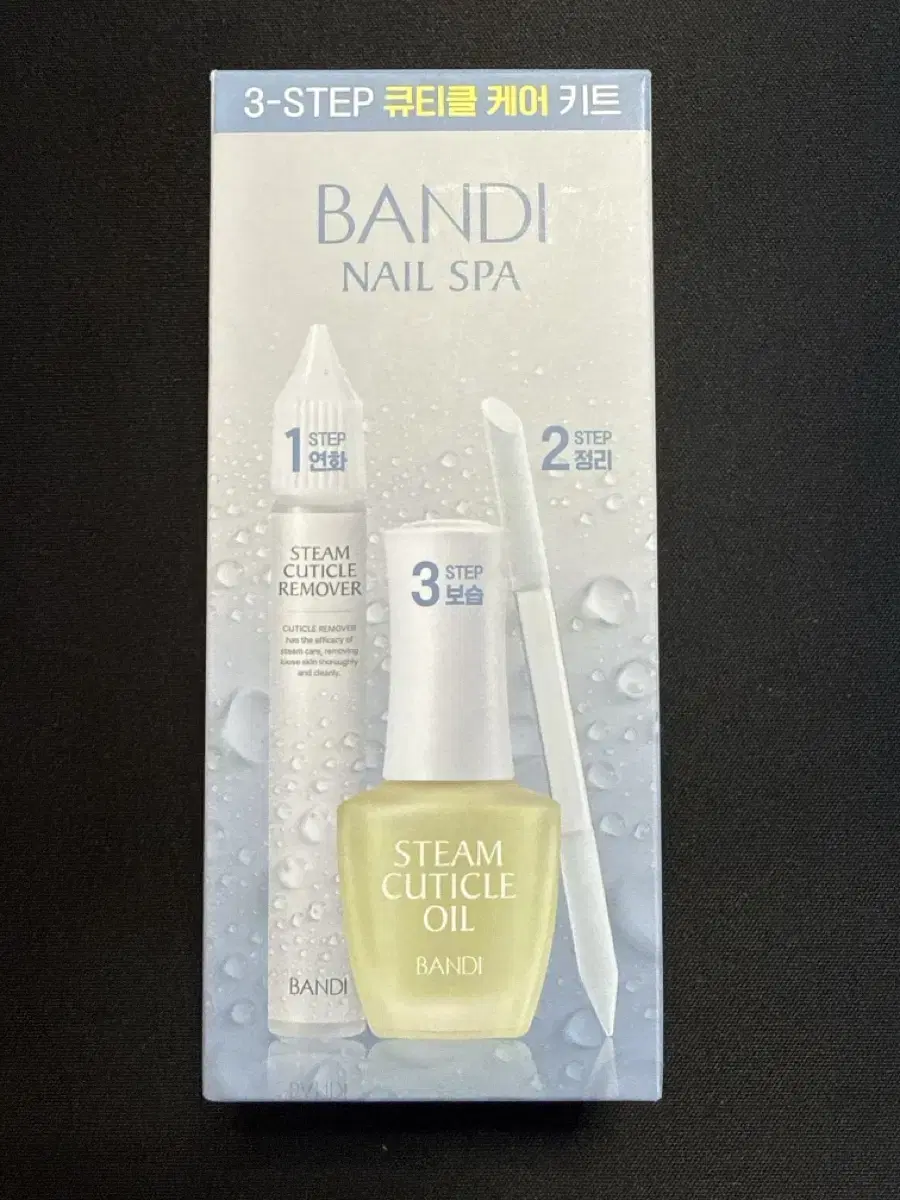 3-STEP 큐티클 케어 키트
BANDI
NAIL SPA
1 STEP
연화
2 STEP
정리
3 STEP
보습
STEAM
CUTICLE
REMOVER
CUTICLE REMOVER
has the efficacy of
steam care, removing
loose skin thoroughly
and cleanly.
BANDI
STEAM
CUTICLE
OIL
BANDI